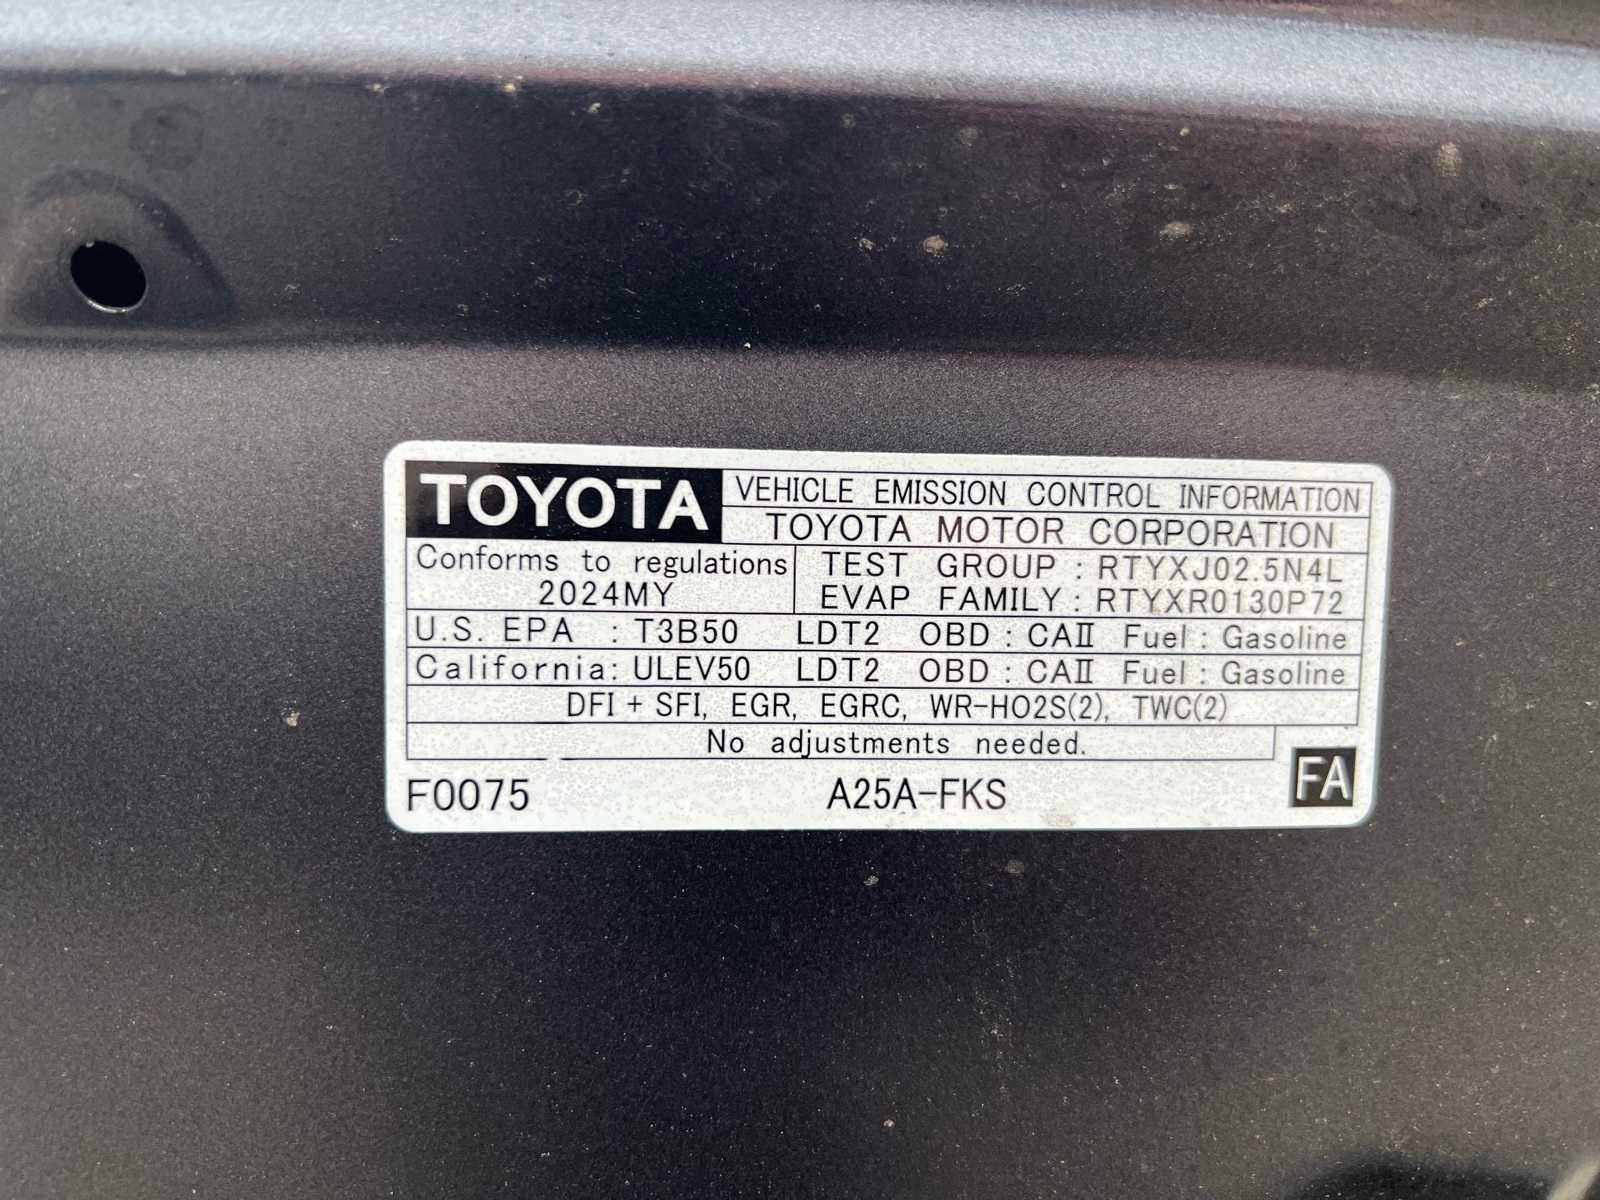 TOYOTA VEHICLE EMISSION CONTROL INFORMATION
TOYOTA MOTOR CORPORATION
Conforms to regulations
2024MY
TEST GROUP : RTYXJ02.5N4L
EVAP FAMILY : RTYXR0130P72
U.S. EPA : T3B50 LDT2 OBD : CAⅡ Fuel : Gasoline
California: ULEV50 LDT2 OBD : CAⅡ Fuel : Gasoline
DFI + SFI, EGR, EGRC, WR-HO2S(2), TWC(2)
No adjustments needed.
F0075 A25A-FKS FA